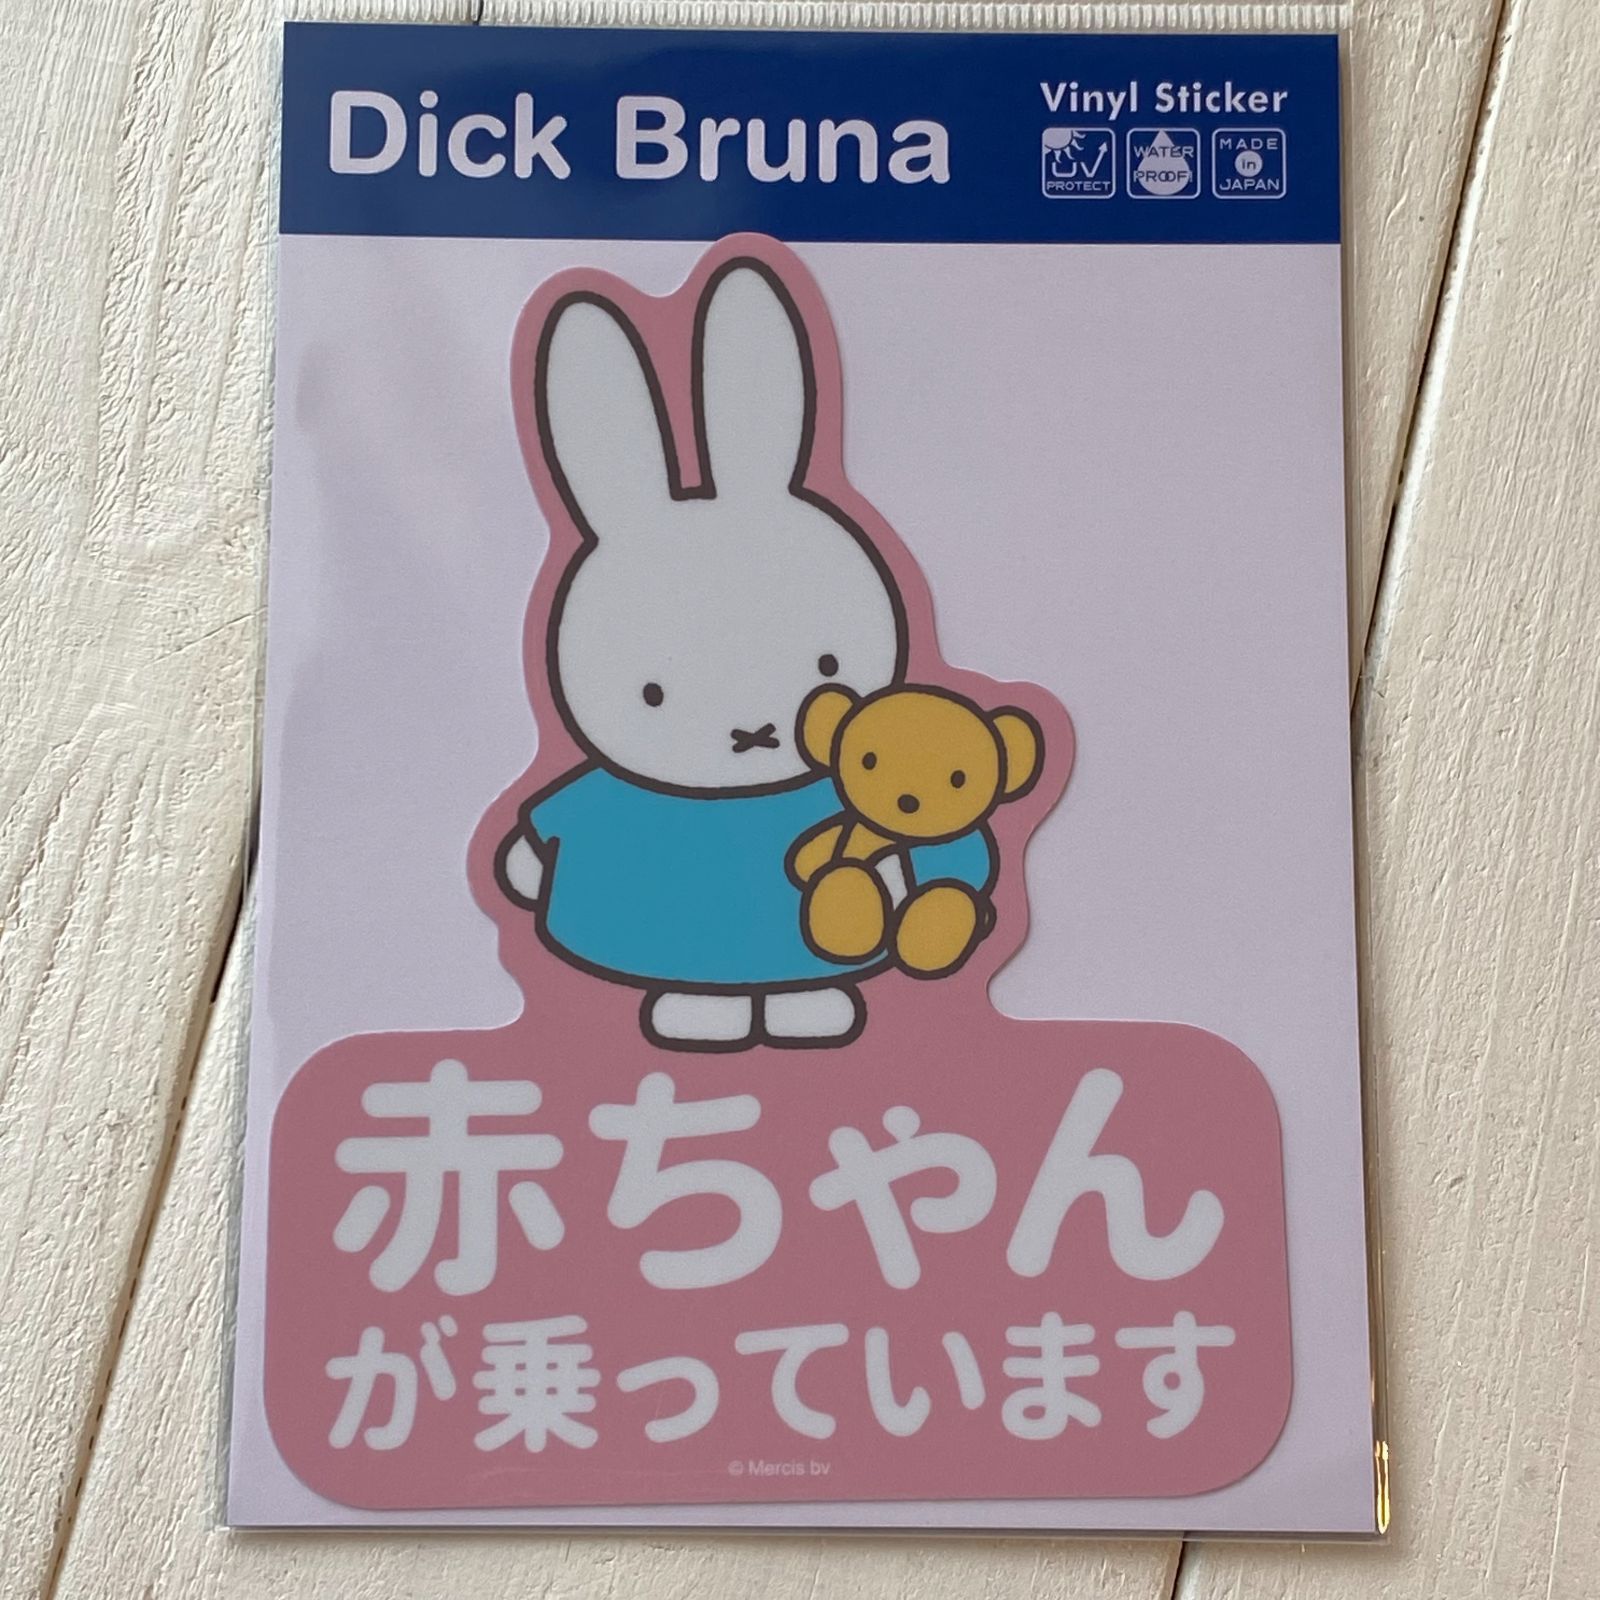 Dick Bruna
Vinyl Sticker
UV
PROTECT
WATER
PROOF!
MADE
in
JAPAN
赤ちゃん
が乗っています
© Mercis bv